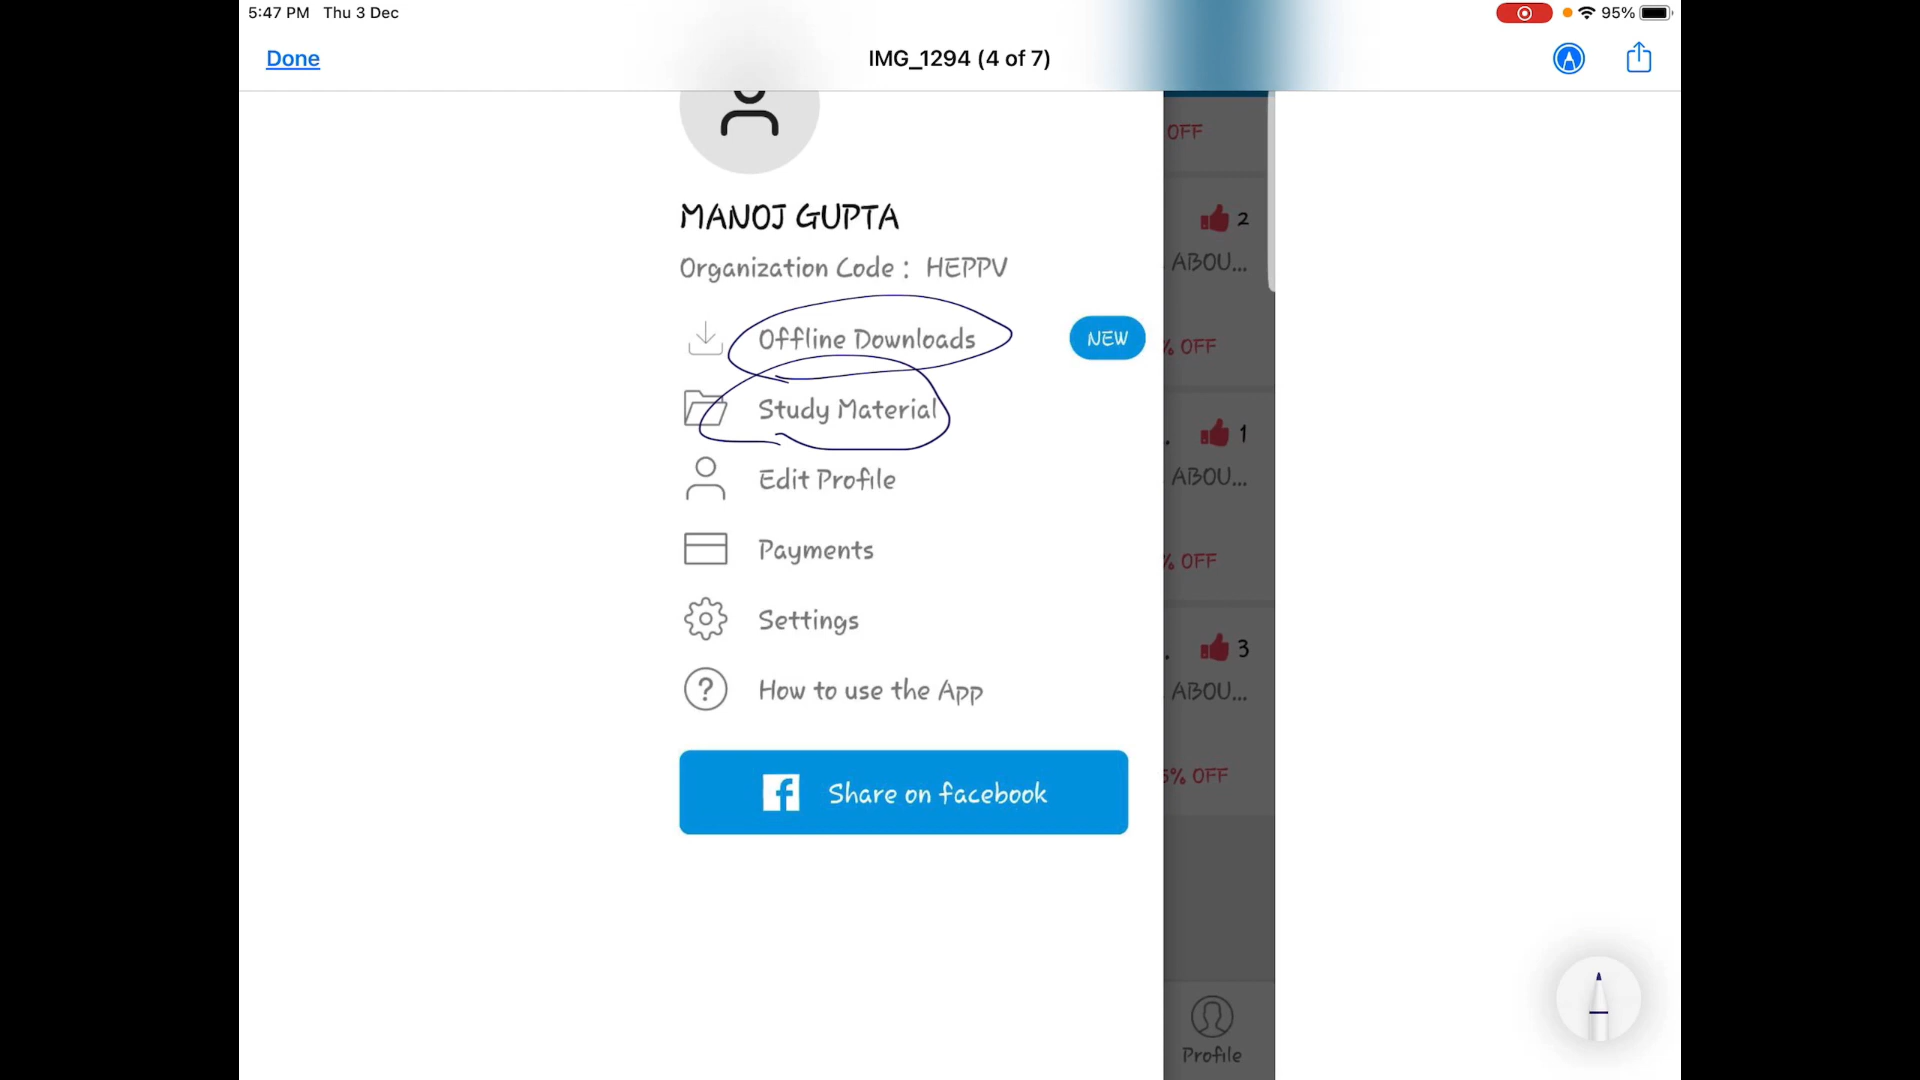 5:47 PM Thu 3 Dec
95%
Done
IMG_1294 (4 of 7)
OFF
MANOJ GUPTA
2
Organization Code : HEPPV
ABOU...
Offline Downloads
NEW
% OFF
Study Material
. 1
Edit Profile
ABOU...
Payments
% OFF
Settings
. 3
How to use the App
ABOU...
Share on facebook
5% OFF
Profile